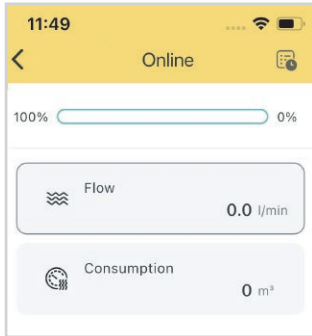 11:49
Online
100% 0%
Flow
0.0 l/min
Consumption
0 m³